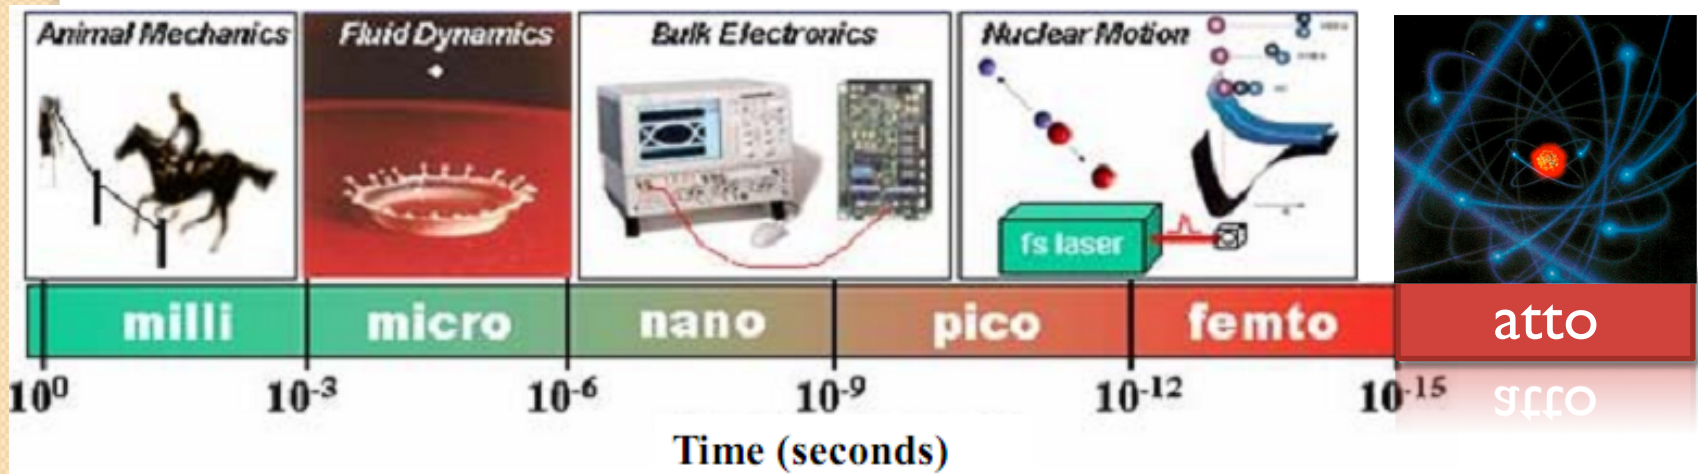 Animal Mechanics
Fluid Dynamics
Bulk Electronics
Nuclear Motion
fs laser
milli
micro
nano
pico
femto
atto
10⁰
10⁻³
10⁻⁶
10⁻⁹
10⁻¹²
10⁻¹⁵
Time (seconds)